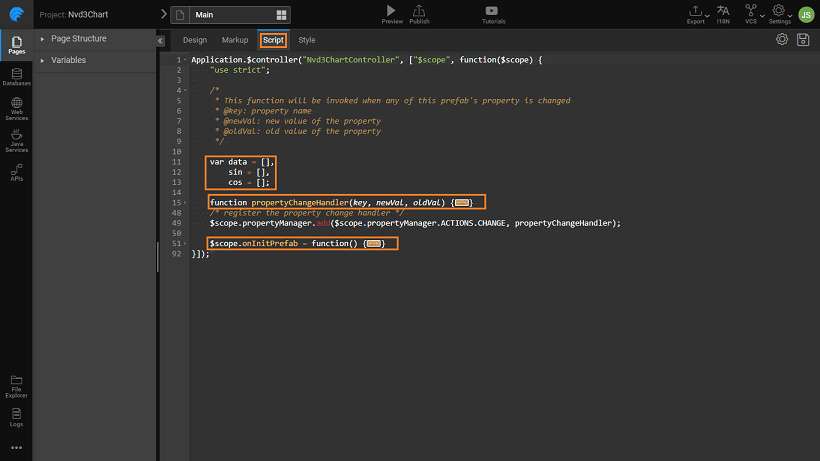 Project: Nvd3Chart
Main
Preview
Publish
Tutorials
Export
I18N
VCS
Settings
JS
Pages
Databases
Web
Services
Java
Services
APIs
File
Explorer
Logs
Page Structure
Variables
Design
Markup
Script
Style
1 Application.$controller("Nvd3ChartController", ["$scope", function($scope) {
2 "use strict";
3
4 /*
5 * This function will be invoked when any of this prefab's property is changed
6 * @key: property name
7 * @newVal: new value of the property
8 * @oldVal: old value of the property
9 */
10
11 var data = [],
12 sin = [],
13 cos = [];
14
15 function propertyChangeHandler(key, newVal, oldVal) {}
48 /* register the property change handler */
49 $scope.propertyManager.add($scope.propertyManager.ACTIONS.CHANGE, propertyChangeHandler);
50
51 $scope.onInitPrefab = function() {}
92 }]);